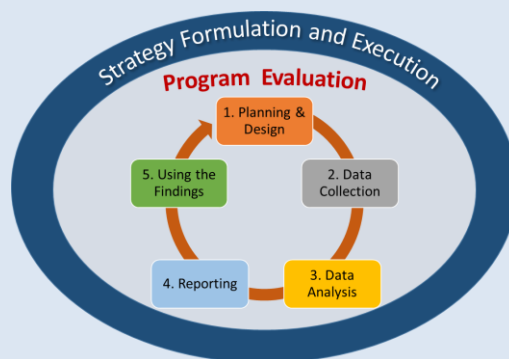 Strategy Formulation and Execution
Program Evaluation
1. Planning &
Design
2. Data
Collection
3. Data
Analysis
4. Reporting
5. Using the
Findings